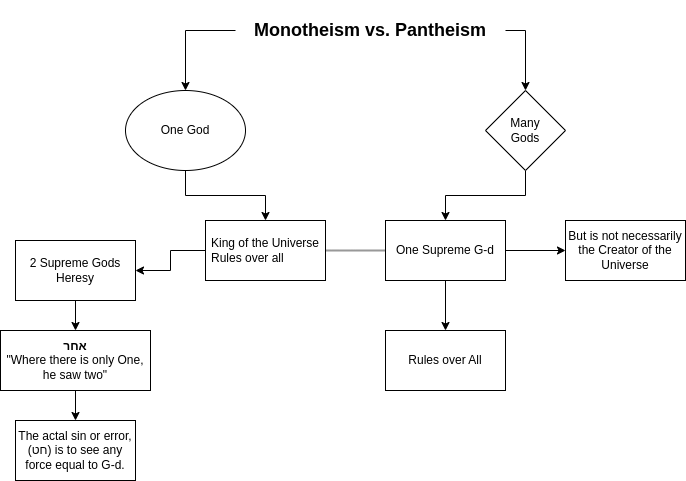 Monotheism vs. Pantheism
One God
Many
Gods
King of the Universe
Rules over all
One Supreme G-d
But is not necessarily
the Creator of the
Universe
2 Supreme Gods
Heresy
אחר
"Where there is only One,
he saw two"
Rules over All
The actal sin or error,
(חט) is to see any
force equal to G-d.